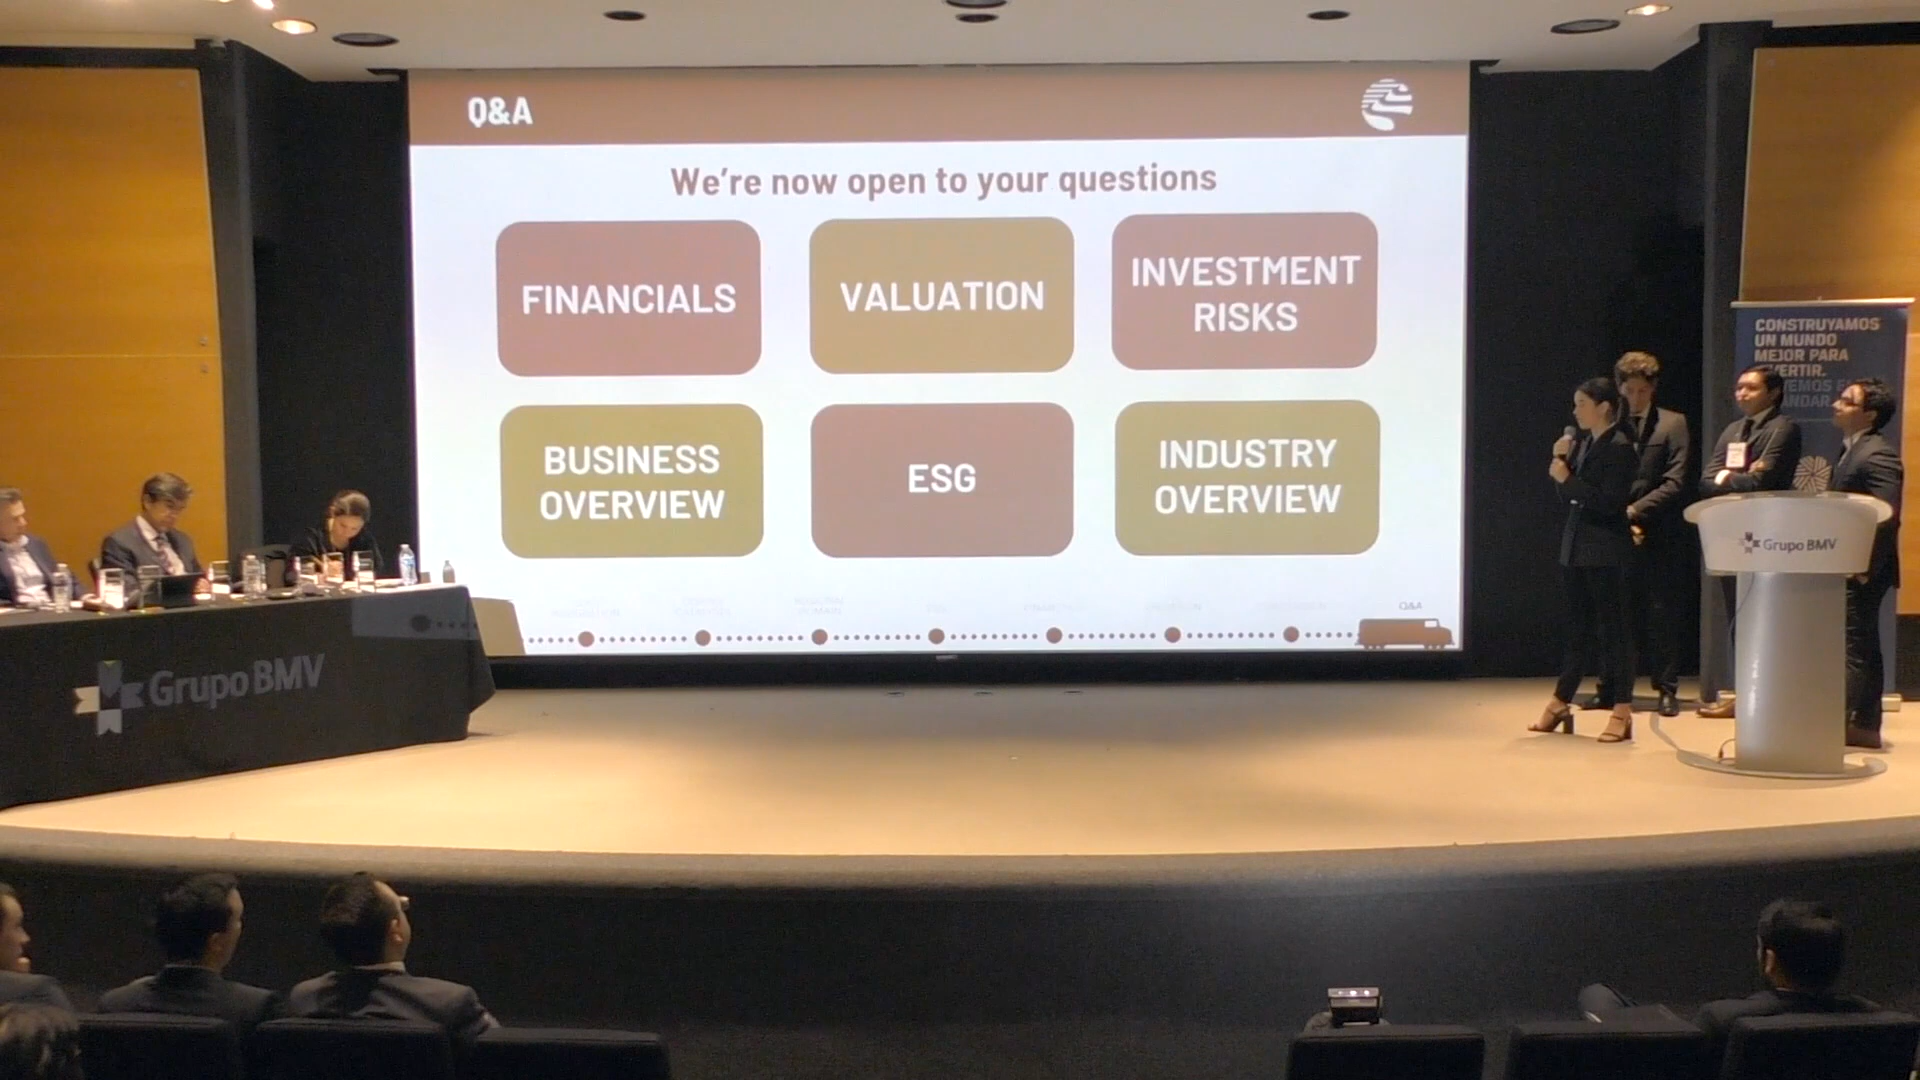 Q&A
We're now open to your questions
FINANCIALS
VALUATION
INVESTMENT
RISKS
BUSINESS
OVERVIEW
ESG
INDUSTRY
OVERVIEW
Q&A
CONSTRUYAMOS
UN MUNDO
MEJOR PARA
Grupo BMV
Grupo BMV